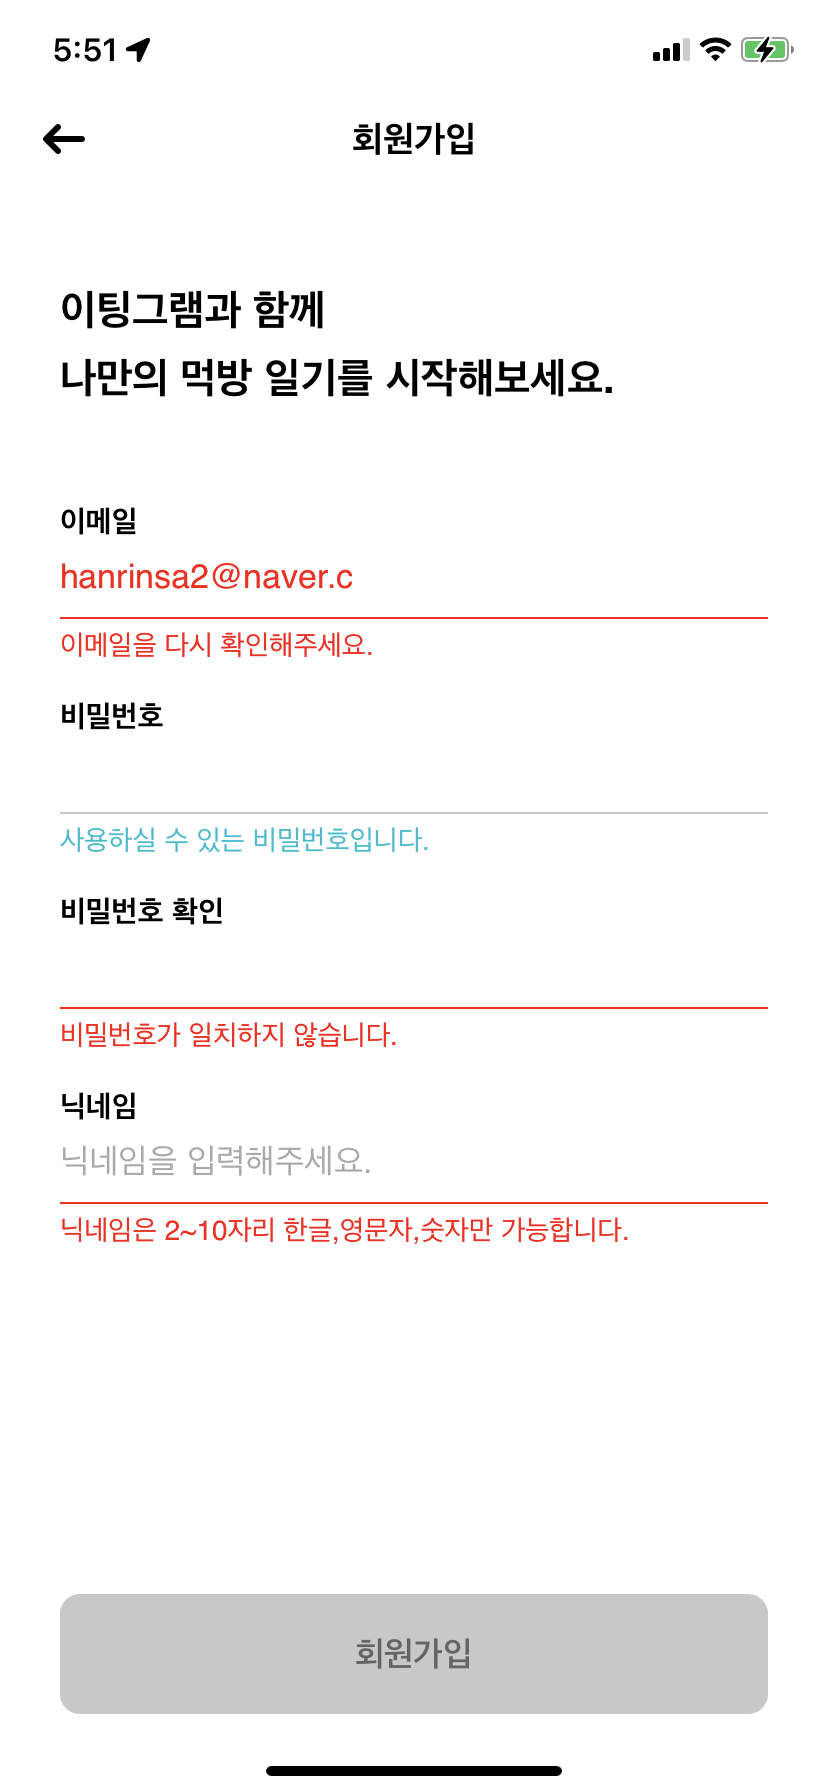 5:51
회원가입
이팅그램과 함께
나만의 먹방 일기를 시작해보세요.
이메일
hanrinsa2@naver.c
이메일을 다시 확인해주세요.
비밀번호
사용하실 수 있는 비밀번호입니다.
비밀번호 확인
비밀번호가 일치하지 않습니다.
닉네임
닉네임을 입력해주세요.
닉네임은 2~10자리 한글,영문자,숫자만 가능합니다.
회원가입